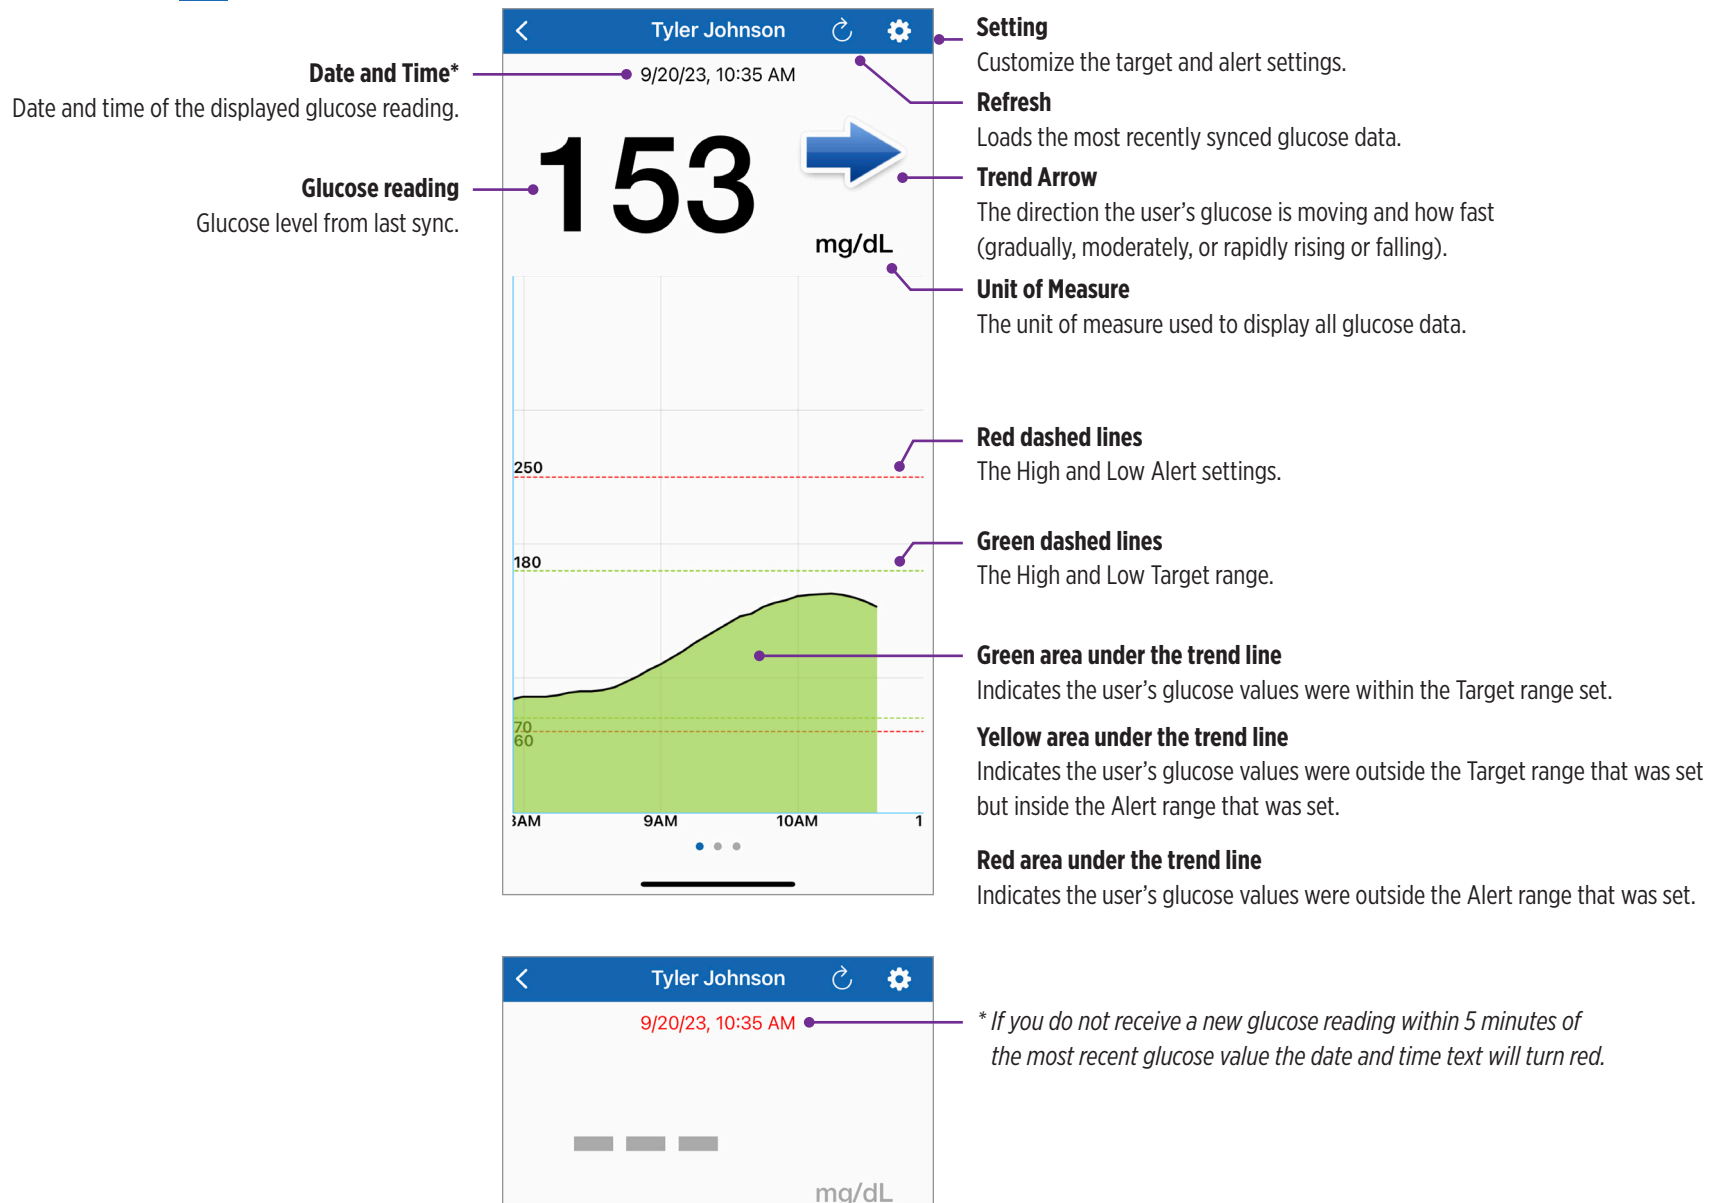 Tyler Johnson
9/20/23, 10:35 AM
153
mg/dL
250
180
70
60
9AM
10AM
1
Date and Time*
Date and time of the displayed glucose reading.
Glucose reading
Glucose level from last sync.
Setting
Customize the target and alert settings.
Refresh
Loads the most recently synced glucose data.
Trend Arrow
The direction the user’s glucose is moving and how fast
(gradually, moderately, or rapidly rising or falling).
Unit of Measure
The unit of measure used to display all glucose data.
Red dashed lines
The High and Low Alert settings.
Green dashed lines
The High and Low Target range.
Green area under the trend line
Indicates the user’s glucose values were within the Target range set.
Yellow area under the trend line
Indicates the user’s glucose values were outside the Target range that was set
but inside the Alert range that was set.
Red area under the trend line
Indicates the user’s glucose values were outside the Alert range that was set.
Tyler Johnson
9/20/23, 10:35 AM
mg/dL
* If you do not receive a new glucose reading within 5 minutes of
the most recent glucose value the date and time text will turn red.